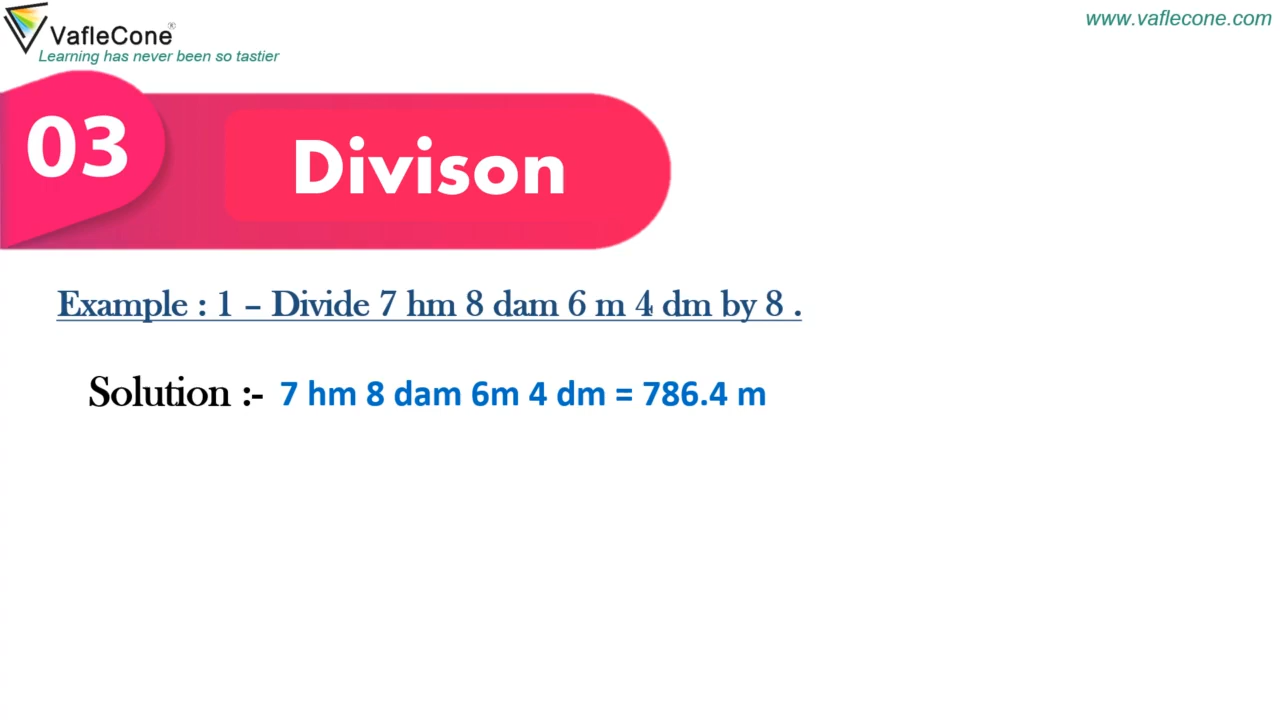 VafleCone®
Learning has never been so tastier
www.vaflecone.com
03
Divison
Example : 1 – Divide 7 hm 8 dam 6 m 4 dm by 8 .
Solution :- 7 hm 8 dam 6m 4 dm = 786.4 m